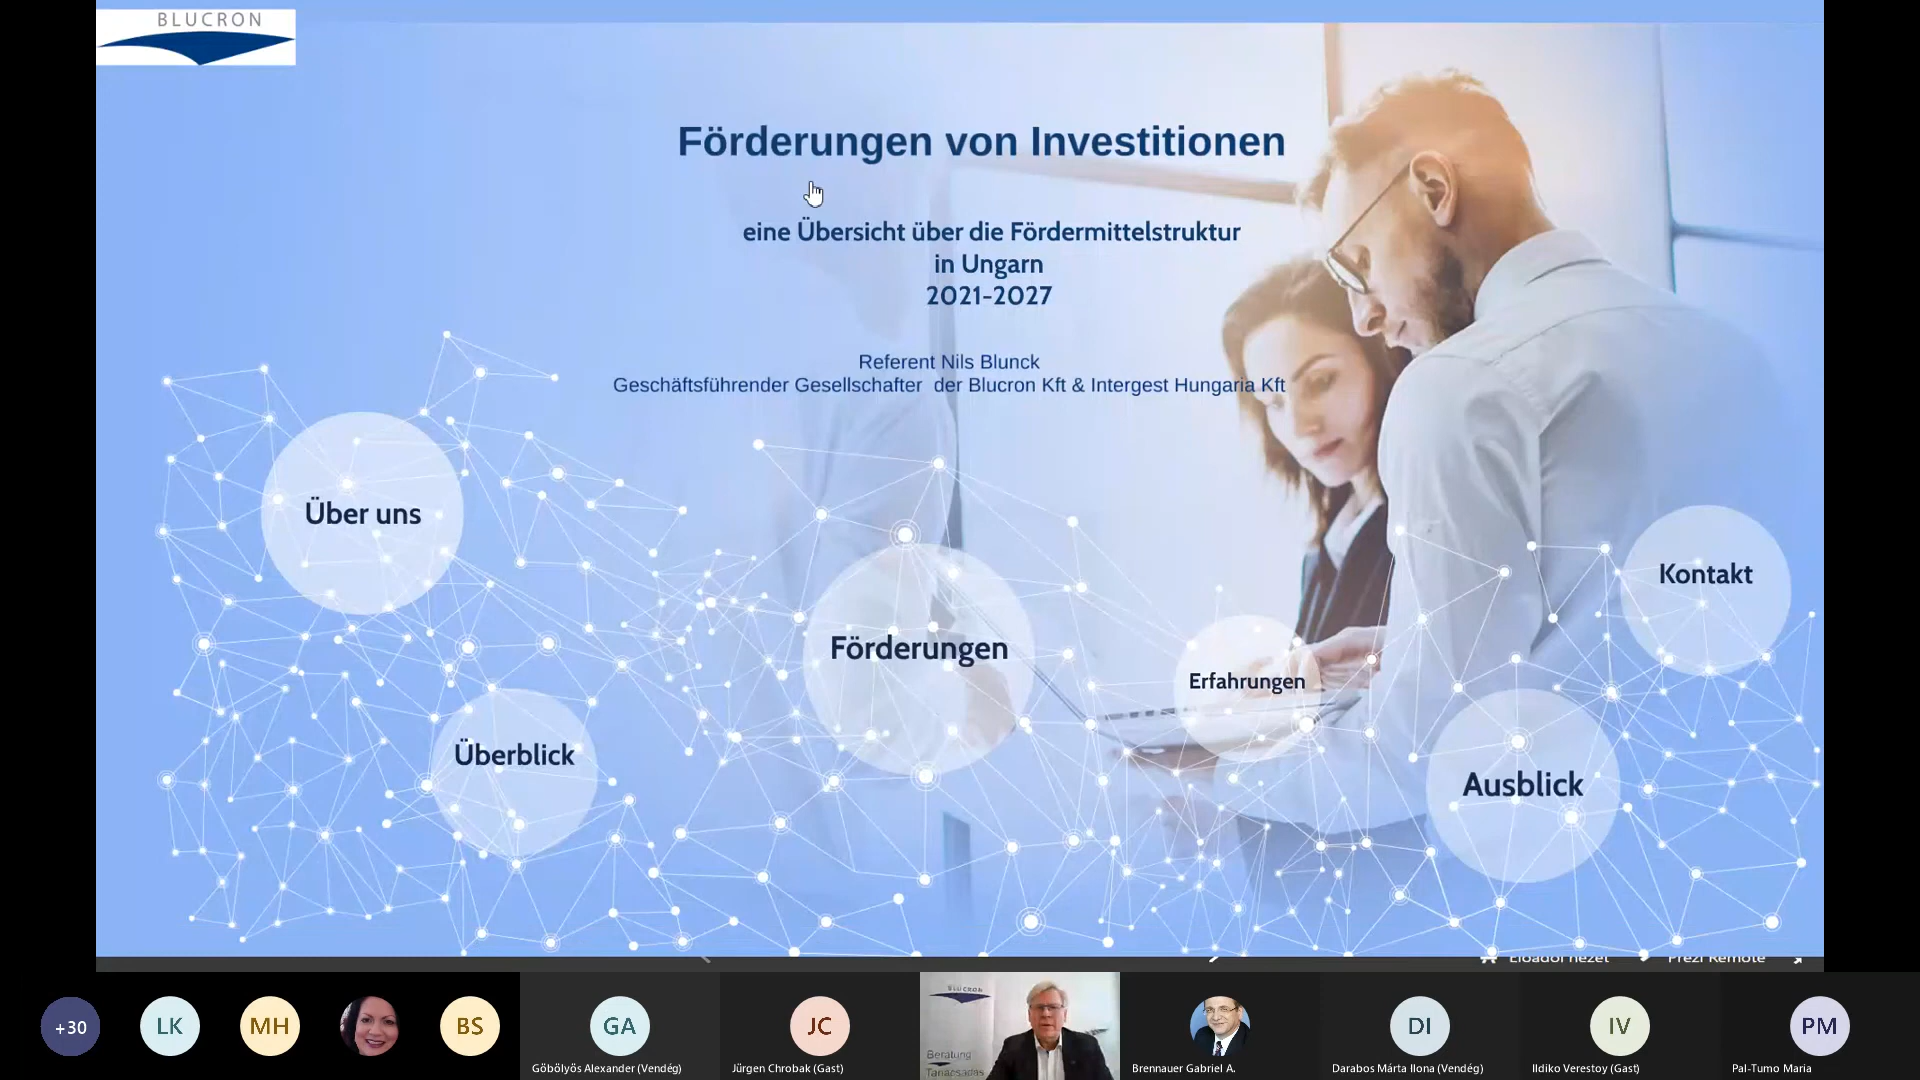 BLUCRON
Förderungen von Investitionen
eine Übersicht über die Fördermittelstruktur
in Ungarn
2021-2027
Referent Nils Blunck
Geschäftsführender Gesellschafter der Blucron Kft & Intergest Hungaria Kft
Über uns
Überblick
Förderungen
Erfahrungen
Ausblick
Kontakt
Előadói nézet
Prezi Remote
+30
LK
MH
BS
GA
Göbölyös Alexander (Vendég)
JC
Jürgen Chrobak (Gast)
BLUCRON
Beratung
Tanácsadás
Brennauer Gabriel A.
DI
Darabos Márta Ilona (Vendég)
IV
Ildiko Verestoy (Gast)
PM
Pal-Tumo Maria